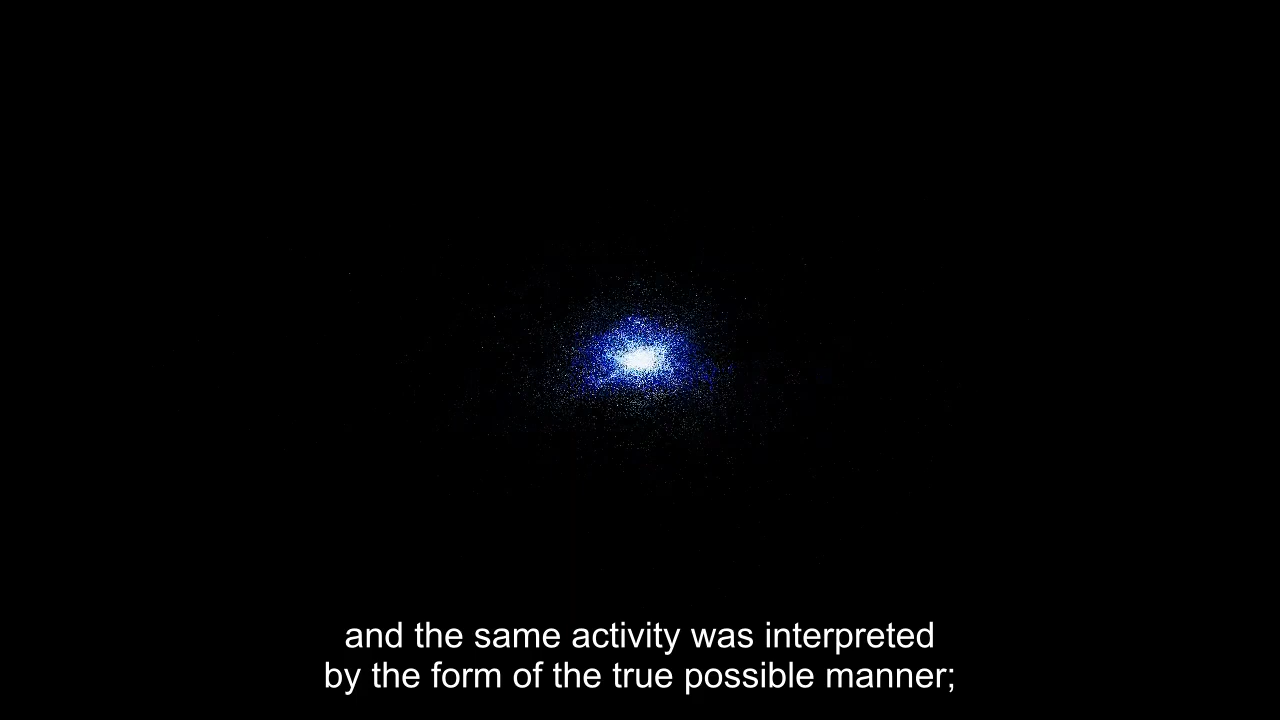 and the same activity was interpreted
by the form of the true possible manner;